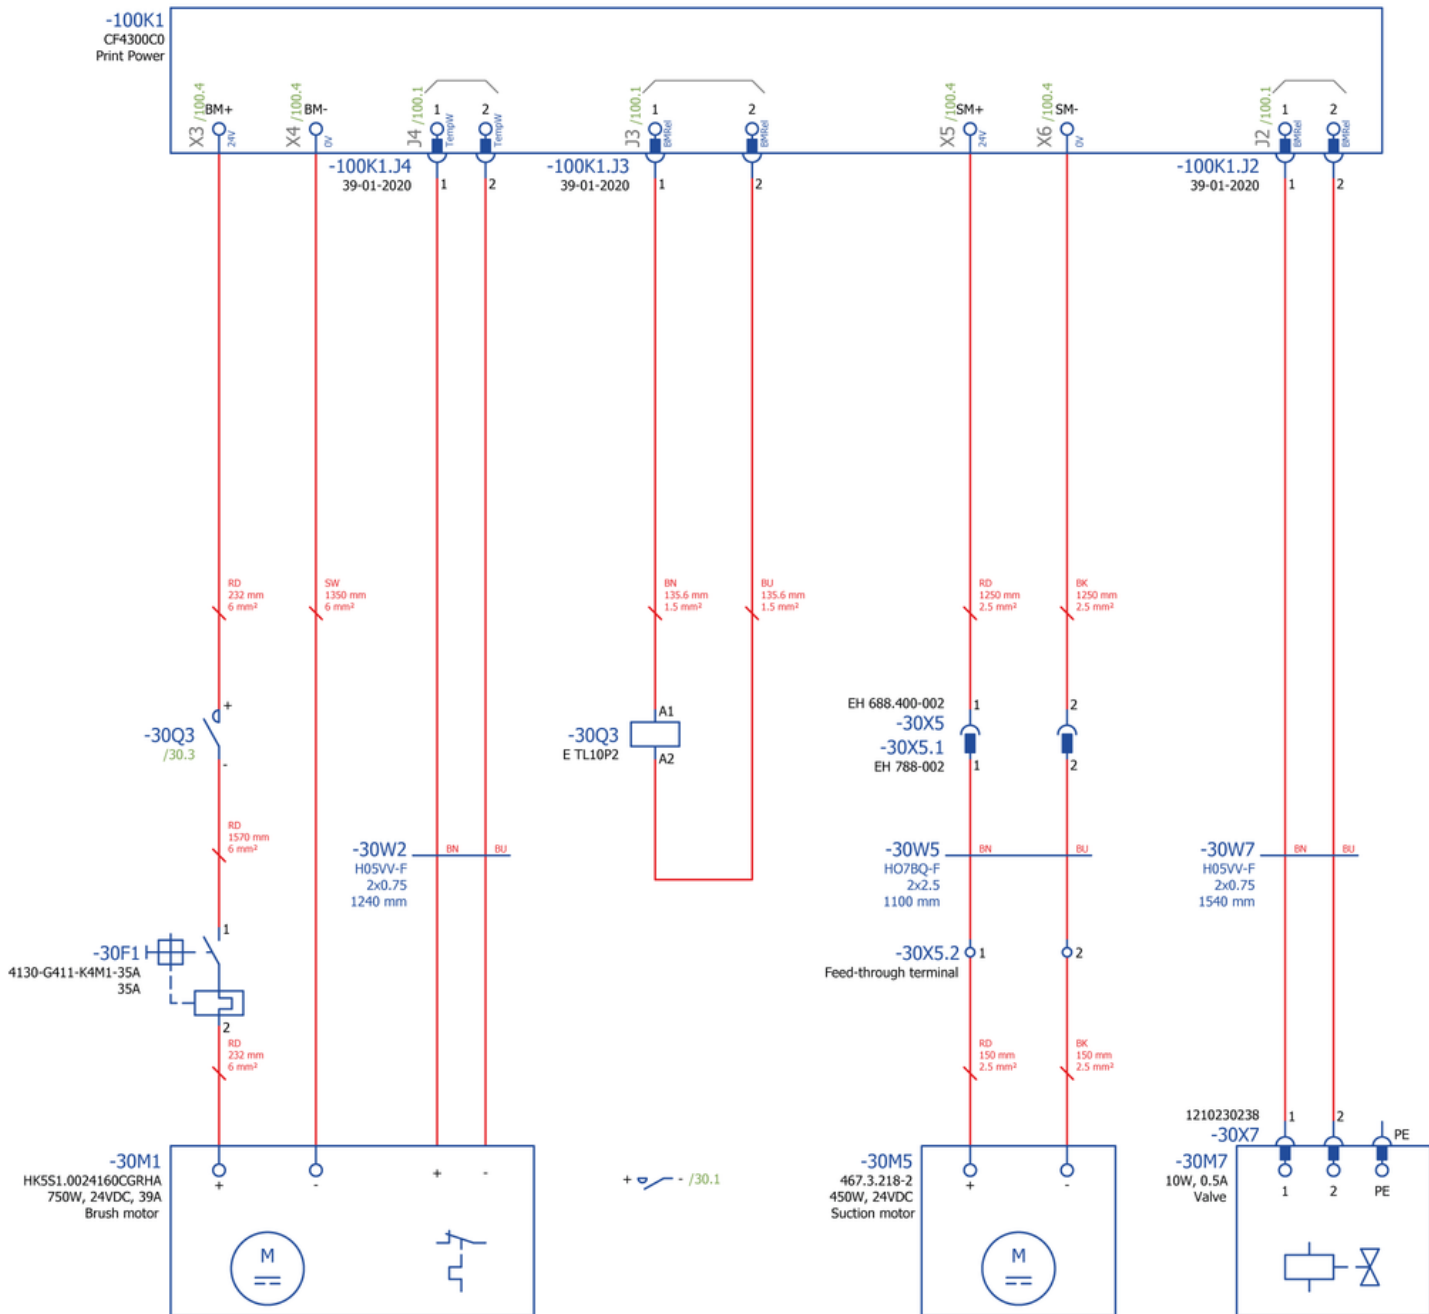 -100K1
CF4300C0
Print Power
X3 /100.4
BM+
24V
X4 /100.4
BM-
0V
J4 /100.1
1
TempW
2
TempW
J3 /100.1
1
BMRel
2
BMRel
X5 /100.4
SM+
24V
X6 /100.4
SM-
0V
J2 /100.1
1
BMRel
2
BMRel
-100K1.J4
39-01-2020
1
2
-100K1.J3
39-01-2020
1
2
-100K1.J2
39-01-2020
1
2
RD
232 mm
6 mm²
SW
1350 mm
6 mm²
BN
135.6 mm
1.5 mm²
BU
135.6 mm
1.5 mm²
RD
1250 mm
2.5 mm²
BK
1250 mm
2.5 mm²
-30Q3
/30.3
+
-
-30Q3
E TL10P2
A1
A2
EH 688.400-002
-30X5
-30X5.1
EH 788-002
1
2
1
2
RD
1570 mm
6 mm²
-30W2
H05VV-F
2x0.75
1240 mm
BN
BU
-30W5
HO7BQ-F
2x2.5
1100 mm
BN
BU
-30W7
H05VV-F
2x0.75
1540 mm
BN
BU
-30F1
4130-G411-K4M1-35A
35A
1
2
-30X5.2
Feed-through terminal
1
2
RD
232 mm
6 mm²
RD
150 mm
2.5 mm²
BK
150 mm
2.5 mm²
-30M1
HK5S1.0024160CGRHA
750W, 24VDC, 39A
Brush motor
+
-
+
-
M
+ - /30.1
-30M5
467.3.218-2
450W, 24VDC
Suction motor
+
-
M
1210230238
-30X7
1
2
PE
-30M7
10W, 0.5A
Valve
1
2
PE